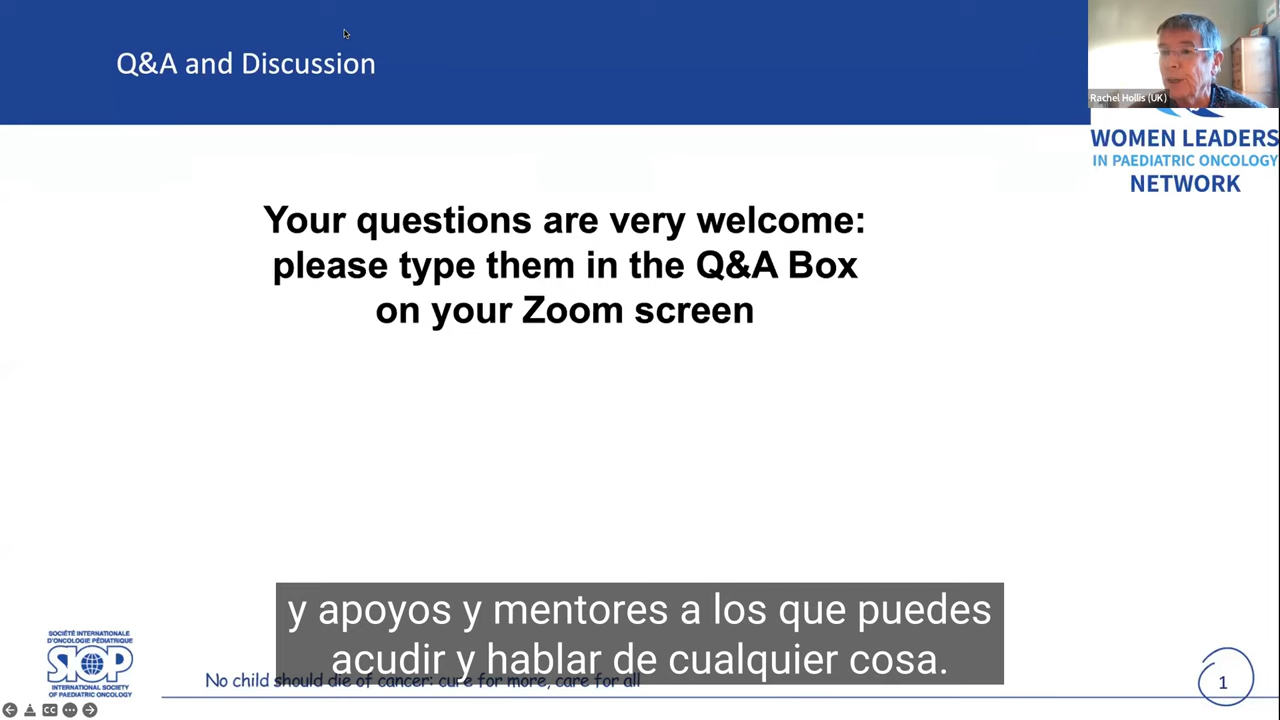 Q&A and Discussion
Rachel Hollis (UK)
WOMEN LEADERS
IN PAEDIATRIC ONCOLOGY
NETWORK
Your questions are very welcome:
please type them in the Q&A Box
on your Zoom screen
y apoyos y mentores a los que puedes
acudir y hablar de cualquier cosa.
SOCIÉTÉ INTERNATIONALE
D'ONCOLOGIE PÉDIATRIQUE
SIOP
INTERNATIONAL SOCIETY
OF PAEDIATRIC ONCOLOGY
No child should die of cancer: cure for more, care for all
1
CC